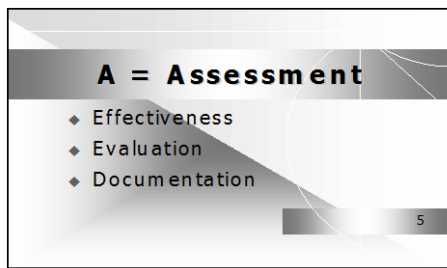 A = Assessment
Effectiveness
Evaluation
Documentation
5